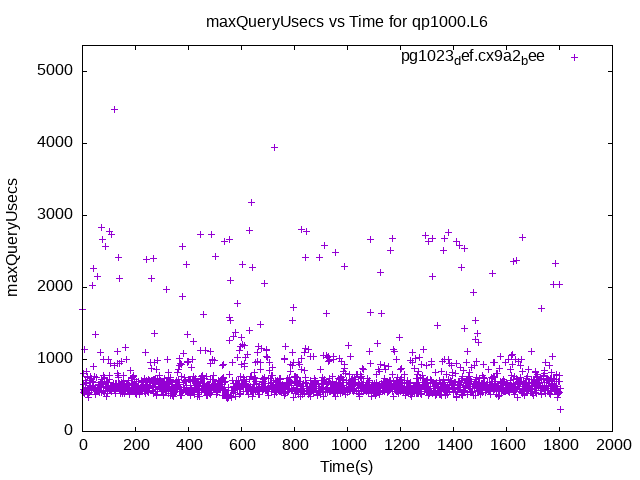 maxQueryUsecs vs Time for qp1000.L6
pg1023def.cx9a2bee
5000
4000
3000
2000
1000
0
maxQueryUsecs
0 200 400 600 800 1000 1200 1400 1600 1800 2000
Time(s)